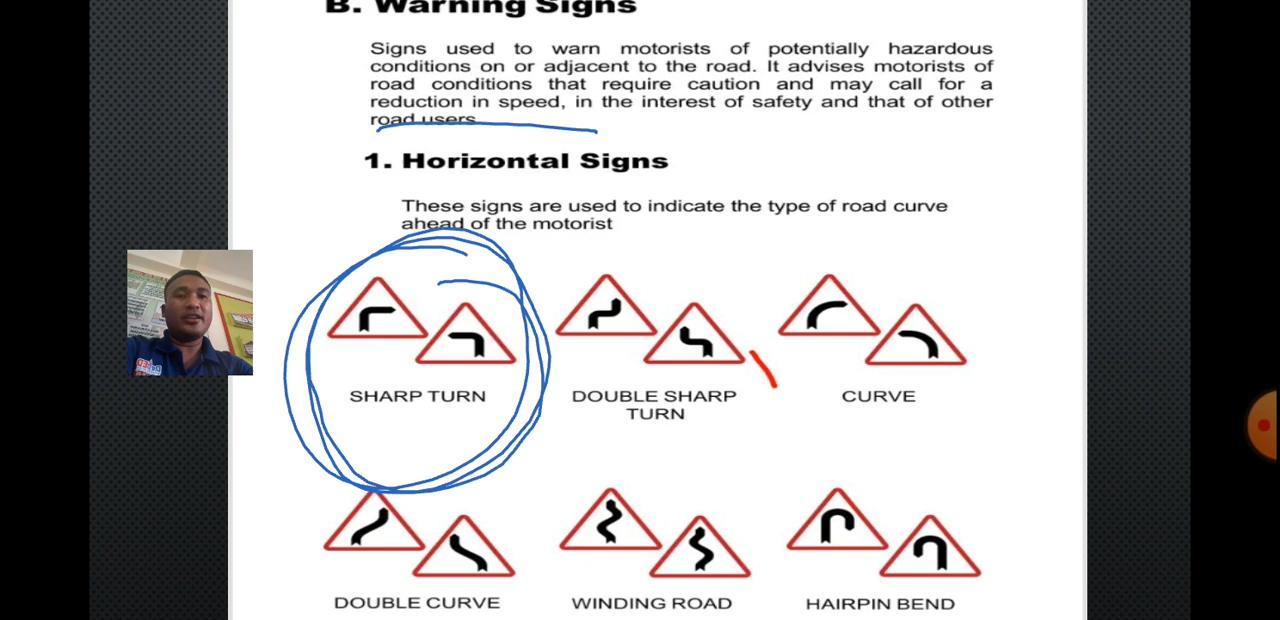 B. Warning Signs
Signs used to warn motorists of potentially hazardous
conditions on or adjacent to the road. It advises motorists of
road conditions that require caution and may call for a
reduction in speed, in the interest of safety and that of other
road users
1. Horizontal Signs
These signs are used to indicate the type of road curve
ahead of the motorist
SHARP TURN
DOUBLE SHARP
TURN
CURVE
DOUBLE CURVE
WINDING ROAD
HAIRPIN BEND